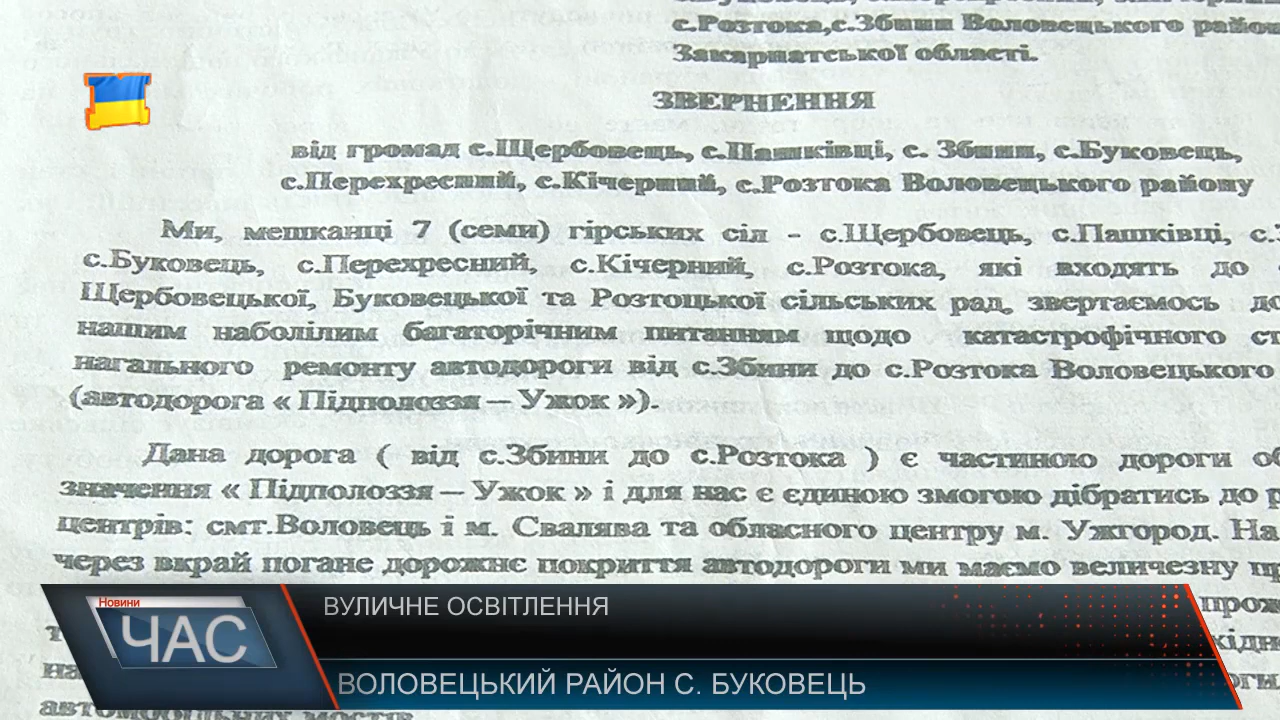 с.Розтока,с.Збини Воловецького
Закарпатської області.
ЗВЕРНЕННЯ
від громад с.Щербовець, с.Пашківці, с. Збини, с.Буковець,
с.Перехресний, с.Кічерний, с.Розтока Воловецького району
Ми, мешканці 7 (семи) гірських сіл - с.Щербовець, с.Пашківці,
с.Буковець, с.Перехресний, с.Кічерний, с.Розтока, які входять до
Щербовецької, Буковецької та Розтоцької сільських рад, звертаємось до
нашим наболілим багаторічним питанням щодо катастрофічного
нагального ремонту автодороги від с.Збини до с.Розтока Воловецького
(автодорога « Підполоззя – Ужок »).
Дана дорога ( від с.Збини до с.Розтока ) є частиною дороги
значення « Підполоззя – Ужок » і для нас є єдиною змогою дібратись до
центрів: смт.Воловець і м. Свалява та обласного центру м. Ужгород. На
через вкрай погане дорожнє покриття автодороги ми маємо величезну
Новини
ЧАС
ВУЛИЧНЕ ОСВІТЛЕННЯ
ВОЛОВЕЦЬКИЙ РАЙОН С. БУКОВЕЦЬ